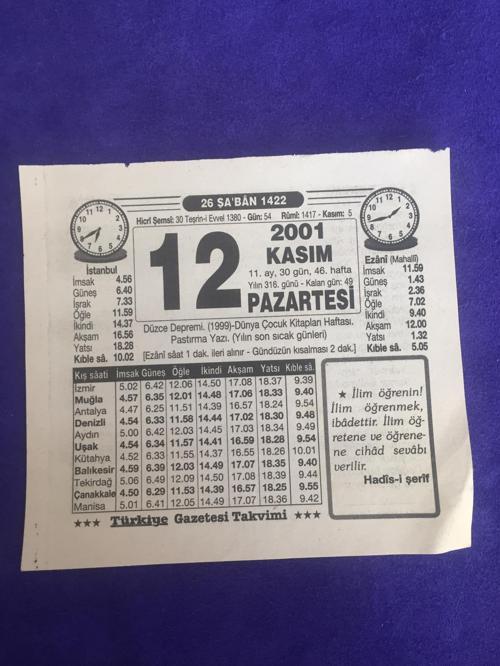 26 ŞA'BÂN 1422
Hicrî Şemsî: 30 Teşrin-i Evvel 1380 - Gün: 54 Rûmî: 1417 - Kasım: 5
12
2001
KASIM
11. ay, 30 gün, 46. hafta
Yılın 316. günü - Kalan gün: 49
PAZARTESİ
İstanbul
İmsak 4.56
Güneş 6.40
İşrak 7.33
Öğle 11.59
İkindi 14.37
Akşam 16.56
Yatsı 18.28
Kıble sâ. 10.02
Ezânî (Mahallî)
İmsak 11.59
Güneş 1.43
İşrak 2.36
Öğle 7.02
İkindi 9.40
Akşam 12.00
Yatsı 1.32
Kıble sâ. 5.05
Düzce Depremi. (1999)-Dünya Çocuk Kitapları Haftası.
Pastırma Yazı. (Yılın son sıcak günleri)
[Ezânî sâat 1 dak. ileri alınır - Gündüzün kısalması 2 dak.]
Kış sâati İmsak Güneş Öğle İkindi Akşam Yatsı Kıble sâ.
İzmir 5.02 6.42 12.06 14.50 17.08 18.37 9.39
Muğla 4.57 6.35 12.01 14.48 17.06 18.33 9.40
Antalya 4.47 6.25 11.51 14.39 16.57 18.24 9.54
Denizli 4.54 6.33 11.58 14.44 17.02 18.30 9.48
Aydın 5.00 6.42 12.03 14.45 17.03 18.34 9.49
Uşak 4.54 6.34 11.57 14.41 16.59 18.28 9.54
Kütahya 4.52 6.33 11.55 14.37 16.55 18.26 10.01
Balıkesir 4.59 6.39 12.03 14.49 17.07 18.35 9.40
Tekirdağ 5.06 6.49 12.09 14.50 17.08 18.39 9.44
Çanakkale 4.50 6.29 11.53 14.39 16.57 18.25 9.55
Manisa 5.01 6.41 12.05 14.49 17.07 18.36 9.42
★ İlim öğrenin!
İlim öğrenmek,
ibâdettir. İlim öğ-
retene ve öğrene-
ne cihâd sevâbı
verilir.
Hadîs-i şerîf
★★★ Türkiye Gazetesi Takvimi ★★★